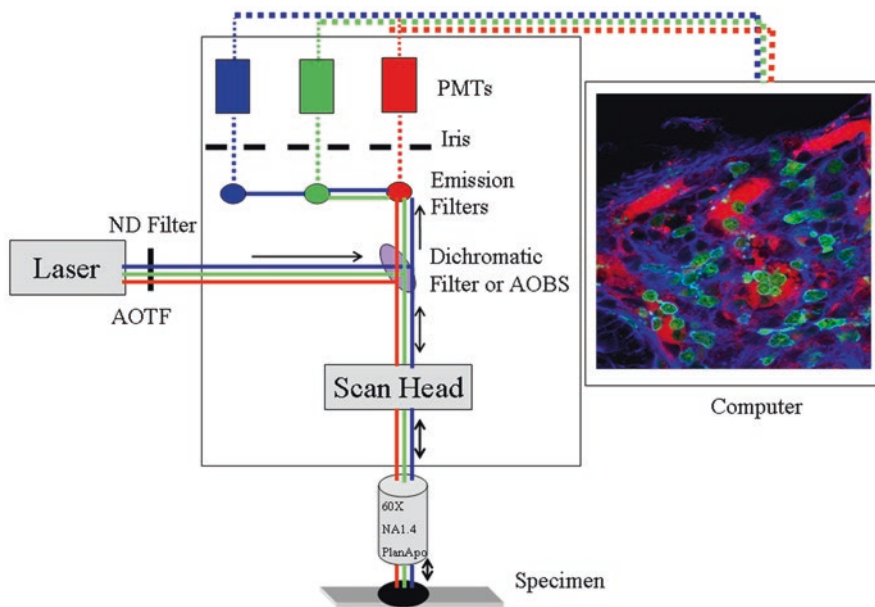 PMTs
Iris
Emission
Filters
ND Filter
Laser
Dichromatic
Filter or AOBS
AOTF
Scan Head
Computer
60X
NA1.4
PlanApo
Specimen